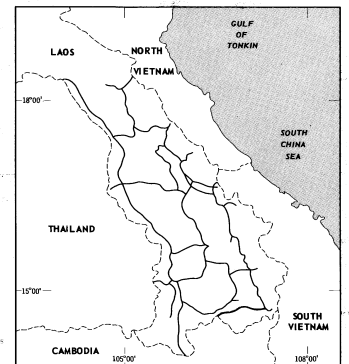 GULF
OF
TONKIN
LAOS
NORTH
VIETNAM
18°00'
SOUTH
CHINA
SEA
THAILAND
15°00'
SOUTH
VIETNAM
CAMBODIA
105°00'
108°00'